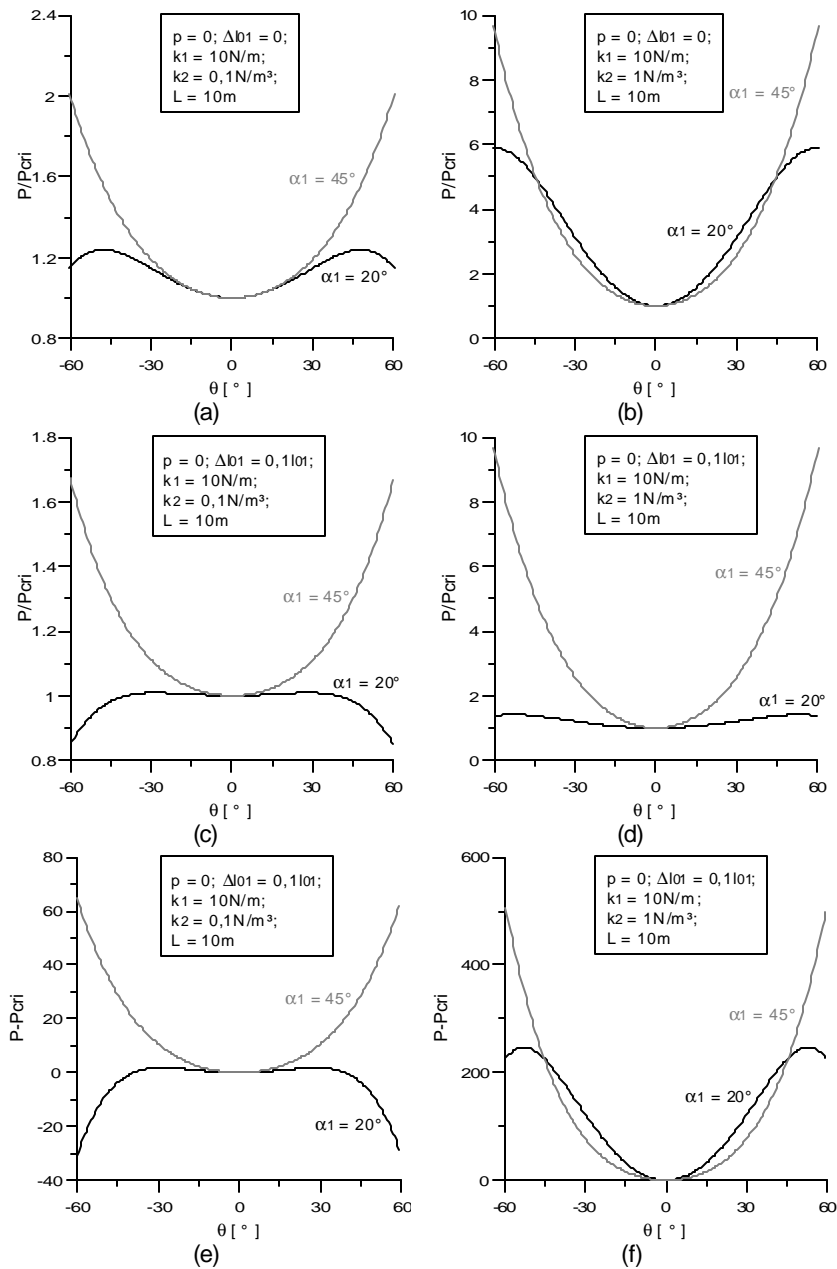 2.4
2
1.6
1.2
0.8
P/Pcri
p = 0; Δl01 = 0;
k1 = 10N/m;
k2 = 0,1N/m³;
L = 10m
α1 = 45°
α1 = 20°
-60 -30 0 30 60
θ [ ° ]
(a)
10
8
6
4
2
0
P/Pcri
p = 0; Δl01 = 0;
k1 = 10N/m;
k2 = 1N/m³;
L = 10m
α1 = 45°
α1 = 20°
-60 -30 0 30 60
θ [ ° ]
(b)
1.8
1.6
1.4
1.2
1
0.8
P/Pcri
p = 0; Δl01 = 0,1l01;
k1 = 10N/m;
k2 = 0,1N/m³;
L = 10m
α1 = 45°
α1 = 20°
-60 -30 0 30 60
θ [ ° ]
(c)
10
8
6
4
2
0
P/Pcri
p = 0; Δl01 = 0,1l01;
k1 = 10N/m;
k2 = 1N/m³;
L = 10m
α1 = 45°
α1 = 20°
-60 -30 0 30 60
θ [ ° ]
(d)
80
60
40
20
0
-20
-40
P-Pcri
p = 0; Δl01 = 0,1l01;
k1 = 10N/m;
k2 = 0,1N/m³;
L = 10m
α1 = 45°
α1 = 20°
-60 -30 0 30 60
θ [ ° ]
(e)
600
400
200
0
P-Pcri
p = 0; Δl01 = 0,1l01;
k1 = 10N/m;
k2 = 1N/m³;
L = 10m
α1 = 45°
α1 = 20°
-60 -30 0 30 60
θ [ ° ]
(f)